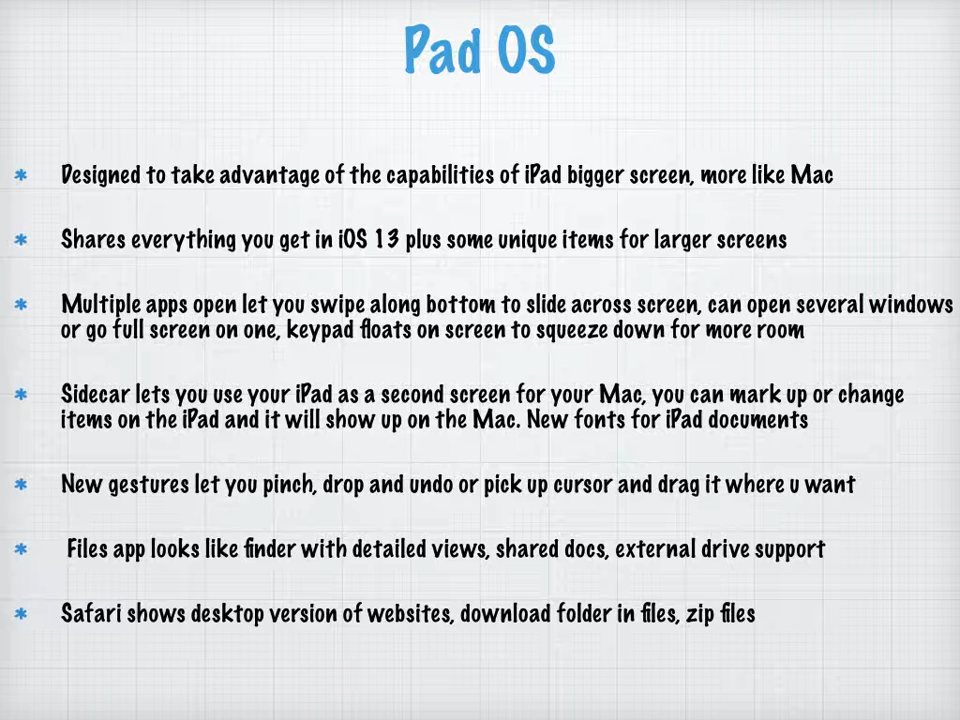 Pad OS
* Designed to take advantage of the capabilities of iPad bigger screen, more like Mac
* Shares everything you get in iOS 13 plus some unique items for larger screens
* Multiple apps open let you swipe along bottom to slide across screen, can open several windows
or go full screen on one, keypad floats on screen to squeeze down for more room
* Sidecar lets you use your iPad as a second screen for your Mac, you can mark up or change
items on the iPad and it will show up on the Mac. New fonts for iPad documents
* New gestures let you pinch, drop and undo or pick up cursor and drag it where u want
* Files app looks like finder with detailed views, shared docs, external drive support
* Safari shows desktop version of websites, download folder in files, zip files